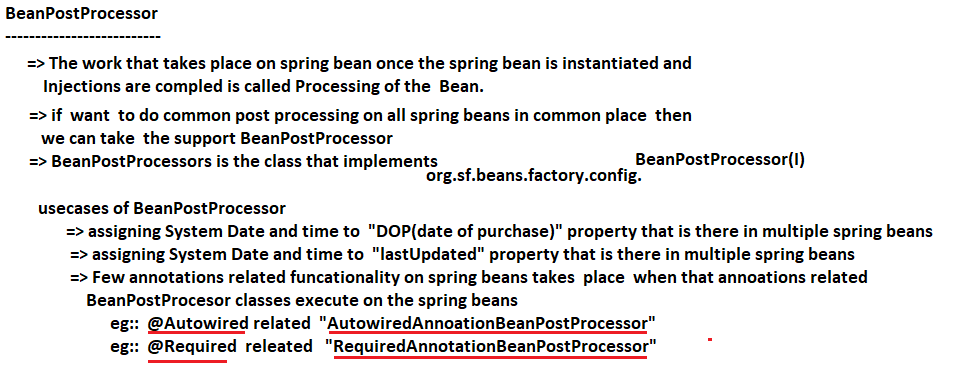 BeanPostProcessor
---------------------------
=> The work that takes place on spring bean once the spring bean is instantiated and
Injections are compled is called Processing of the Bean.
=> if want to do common post processing on all spring beans in common place then
we can take the support BeanPostProcessor
=> BeanPostProcessors is the class that implements org.sf.beans.factory.config. BeanPostProcessor(I)
usecases of BeanPostProcessor
=> assigning System Date and time to "DOP(date of purchase)" property that is there in multiple spring beans
=> assigning System Date and time to "lastUpdated" property that is there in multiple spring beans
=> Few annotations related funcationality on spring beans takes place when that annoations related
BeanPostProcesor classes execute on the spring beans
eg:: @Autowired related "AutowiredAnnoationBeanPostProcessor"
eg:: @Required releated "RequiredAnnotationBeanPostProcessor"